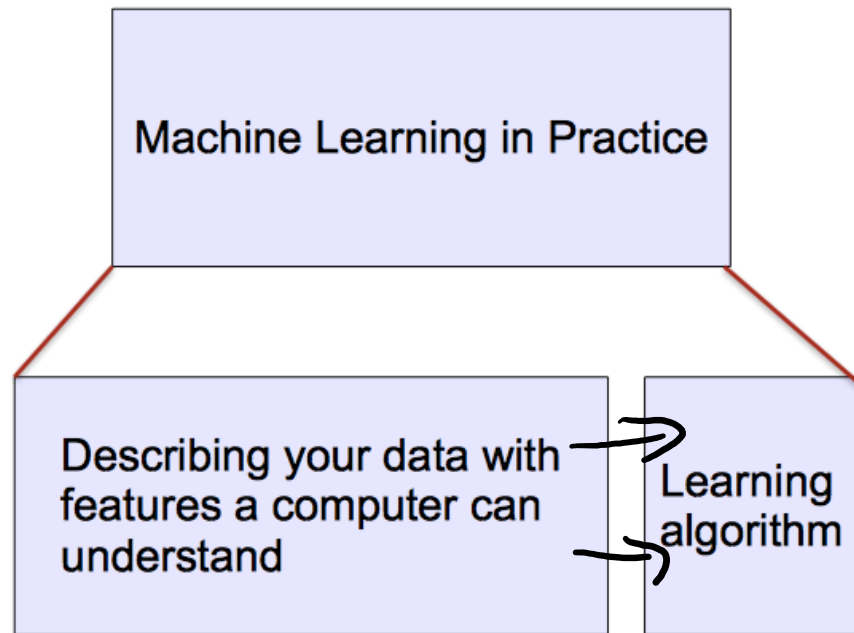 Machine Learning in Practice
Describing your data with
features a computer can
understand
Learning
algorithm